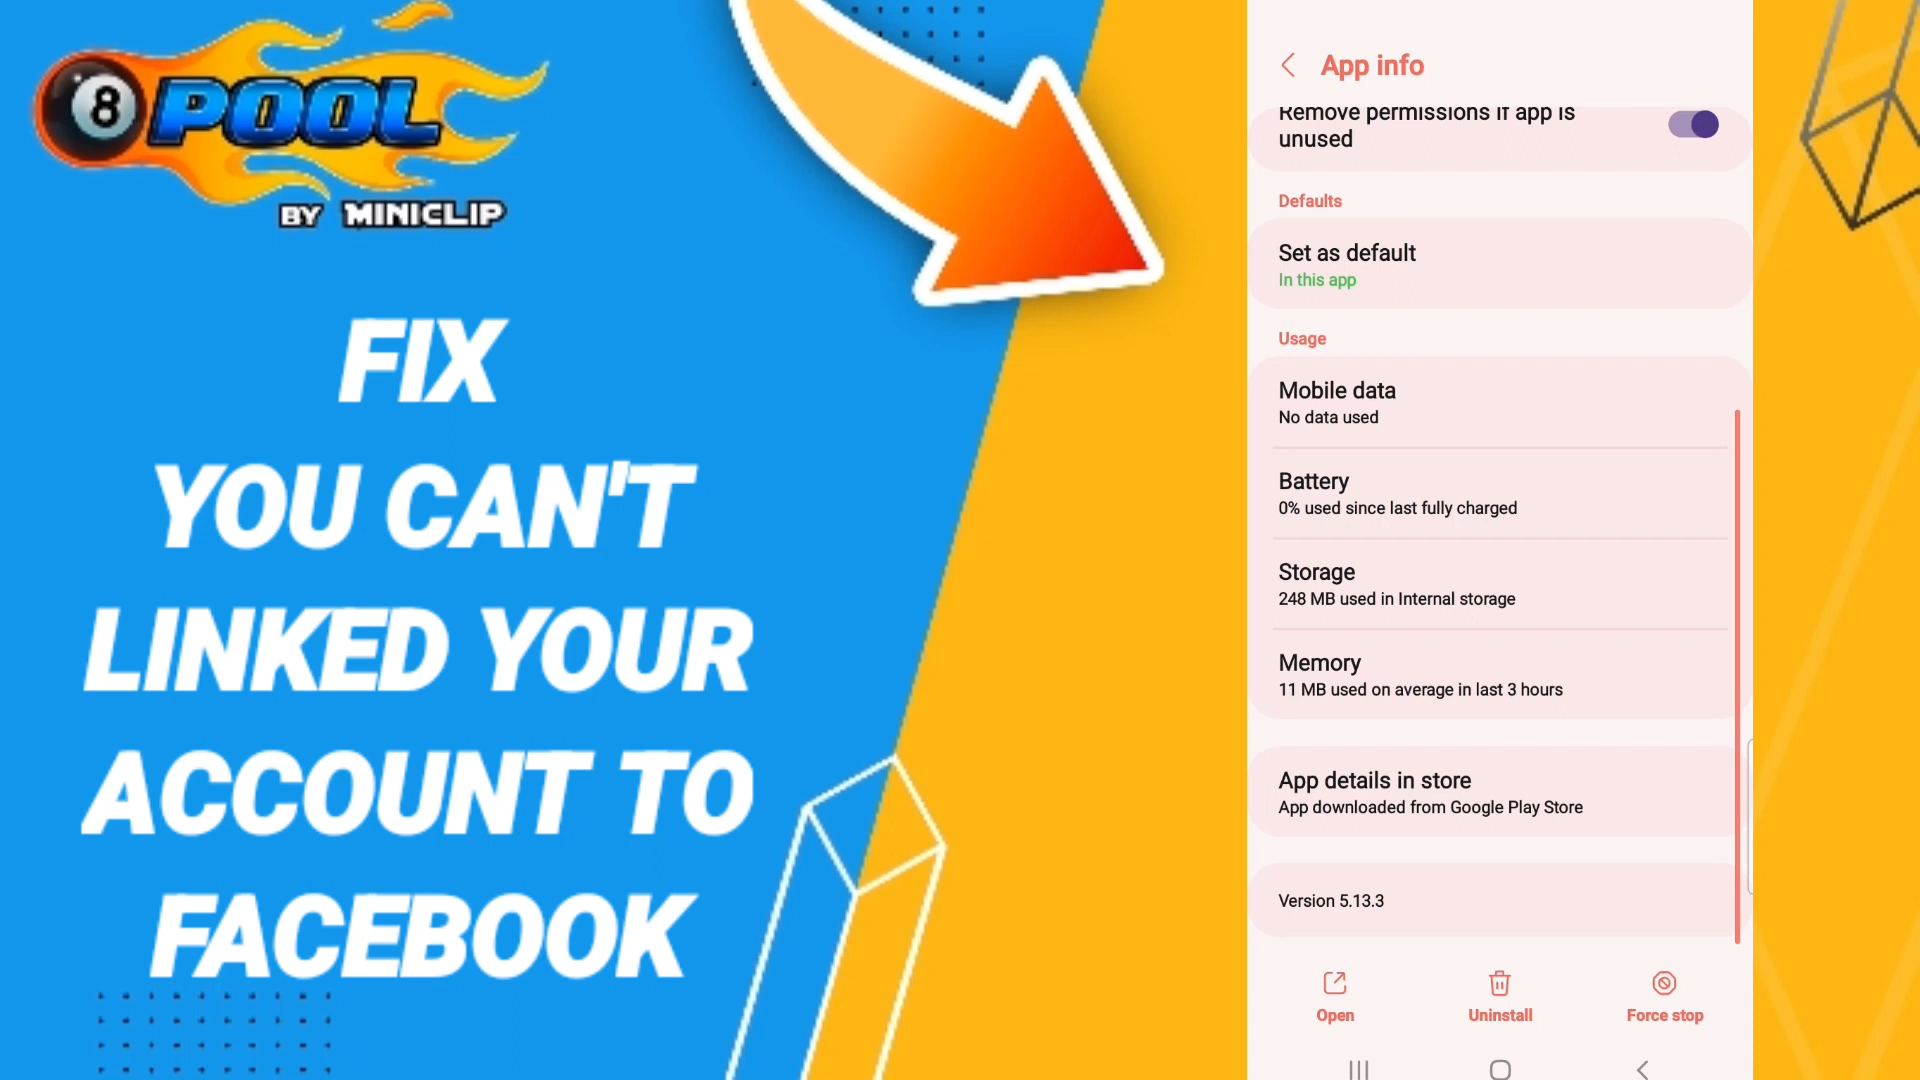 8 POOL
BY MINICLIP
FIX
YOU CAN'T
LINKED YOUR
ACCOUNT TO
FACEBOOK
App info
Remove permissions if app is
unused
Defaults
Set as default
In this app
Usage
Mobile data
No data used
Battery
0% used since last fully charged
Storage
248 MB used in Internal storage
Memory
11 MB used on average in last 3 hours
App details in store
App downloaded from Google Play Store
Version 5.13.3
Open
Uninstall
Force stop